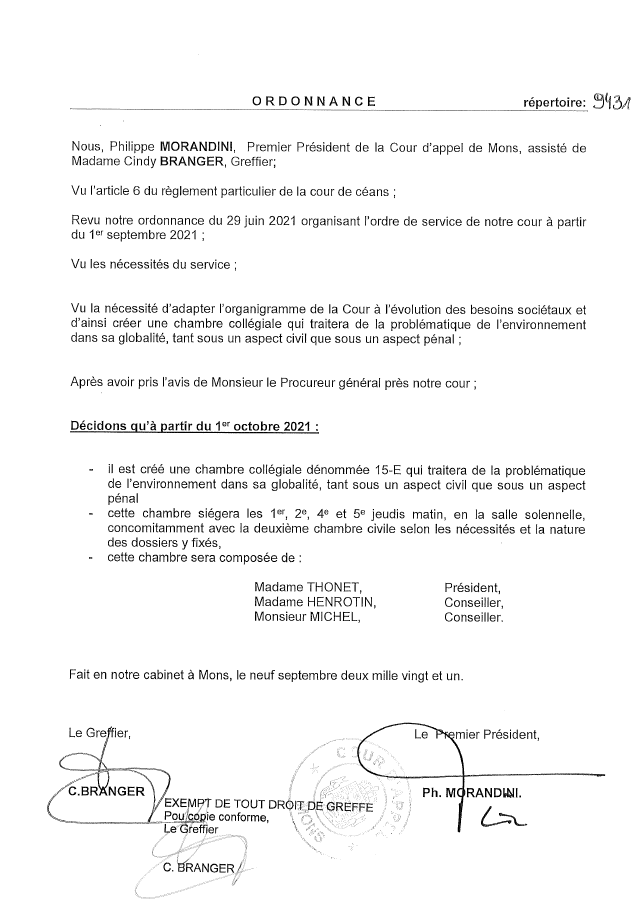 ORDONNANCE répertoire: 9431
Nous, Philippe MORANDINI, Premier Président de la Cour d'appel de Mons, assisté de
Madame Cindy BRANGER, Greffier;
Vu l'article 6 du règlement particulier de la cour de céans ;
Revu notre ordonnance du 29 juin 2021 organisant l'ordre de service de notre cour à partir
du 1er septembre 2021 ;
Vu les nécessités du service ;
Vu la nécessité d'adapter l'organigramme de la Cour à l'évolution des besoins sociétaux et
d'ainsi créer une chambre collégiale qui traitera de la problématique de l'environnement
dans sa globalité, tant sous un aspect civil que sous un aspect pénal ;
Après avoir pris l'avis de Monsieur le Procureur général près notre cour ;
Décidons qu'à partir du 1er octobre 2021 :
- il est créé une chambre collégiale dénommée 15-E qui traitera de la problématique
de l'environnement dans sa globalité, tant sous un aspect civil que sous un aspect
pénal
- cette chambre siégera les 1er, 2e, 4e et 5e jeudis matin, en la salle solennelle,
concomitamment avec la deuxième chambre civile selon les nécessités et la nature
des dossiers y fixés,
- cette chambre sera composée de :
Madame THONET, Président,
Madame HENROTIN, Conseiller,
Monsieur MICHEL, Conseiller.
Fait en notre cabinet à Mons, le neuf septembre deux mille vingt et un.
Le Greffier, Le Premier Président,
C.BRANGER Ph. MORANDINI.
COUR D'APPEL
MONS
EXEMPT DE TOUT DROIT DE GREFFE
Pou copie conforme,
Le Greffier
C. BRANGER